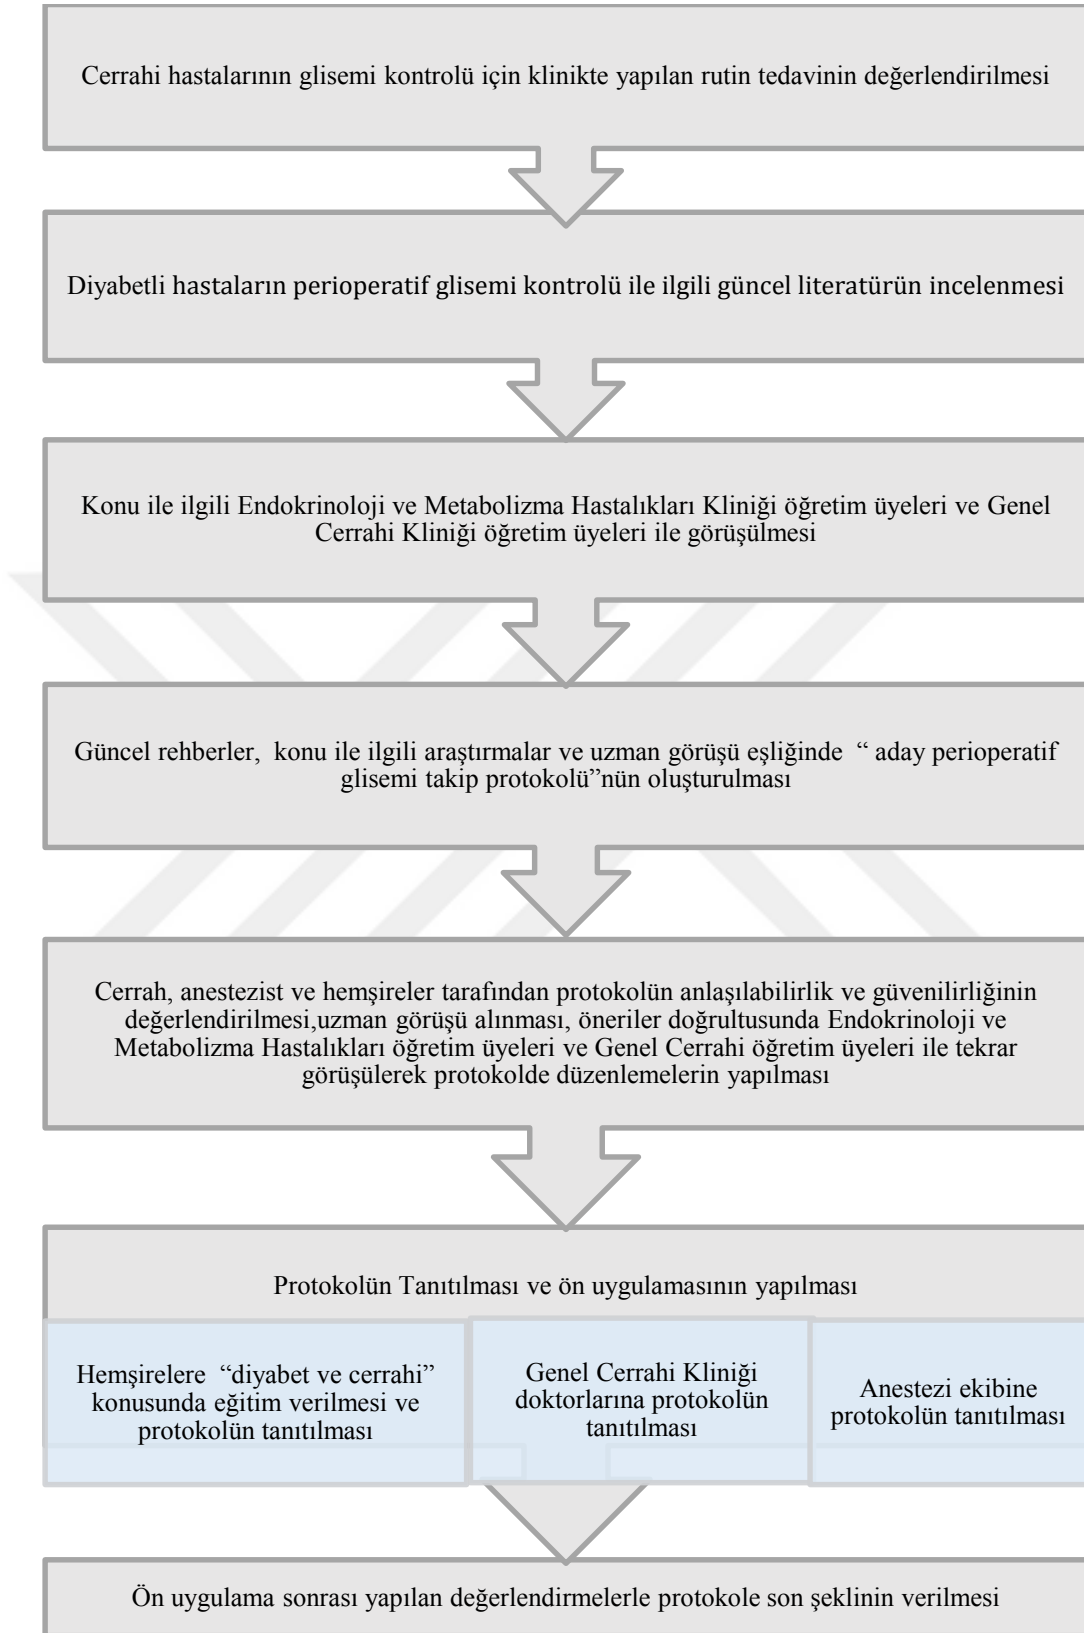 Cerrahi hastalarının glisemi kontrolü için klinikte yapılan rutin tedavinin değerlendirilmesi
Diyabetli hastaların perioperatif glisemi kontrolü ile ilgili güncel literatürün incelenmesi
Konu ile ilgili Endokrinoloji ve Metabolizma Hastalıkları Kliniği öğretim üyeleri ve Genel
Cerrahi Kliniği öğretim üyeleri ile görüşülmesi
Güncel rehberler, konu ile ilgili araştırmalar ve uzman görüşü eşliğinde “ aday perioperatif
glisemi takip protokolü”nün oluşturulması
Cerrah, anestezist ve hemşireler tarafından protokolün anlaşılabilirlik ve güvenilirliğinin
değerlendirilmesi,uzman görüşü alınması, öneriler doğrultusunda Endokrinoloji ve
Metabolizma Hastalıkları öğretim üyeleri ve Genel Cerrahi öğretim üyeleri ile tekrar
görüşülerek protokolde düzenlemelerin yapılması
Protokolün Tanıtılması ve ön uygulamasının yapılması
Hemşirelere “diyabet ve cerrahi”
konusunda eğitim verilmesi ve
protokolün tanıtılması
Genel Cerrahi Kliniği
doktorlarına protokolün
tanıtılması
Anestezi ekibine
protokolün tanıtılması
Ön uygulama sonrası yapılan değerlendirmelerle protokole son şeklinin verilmesi